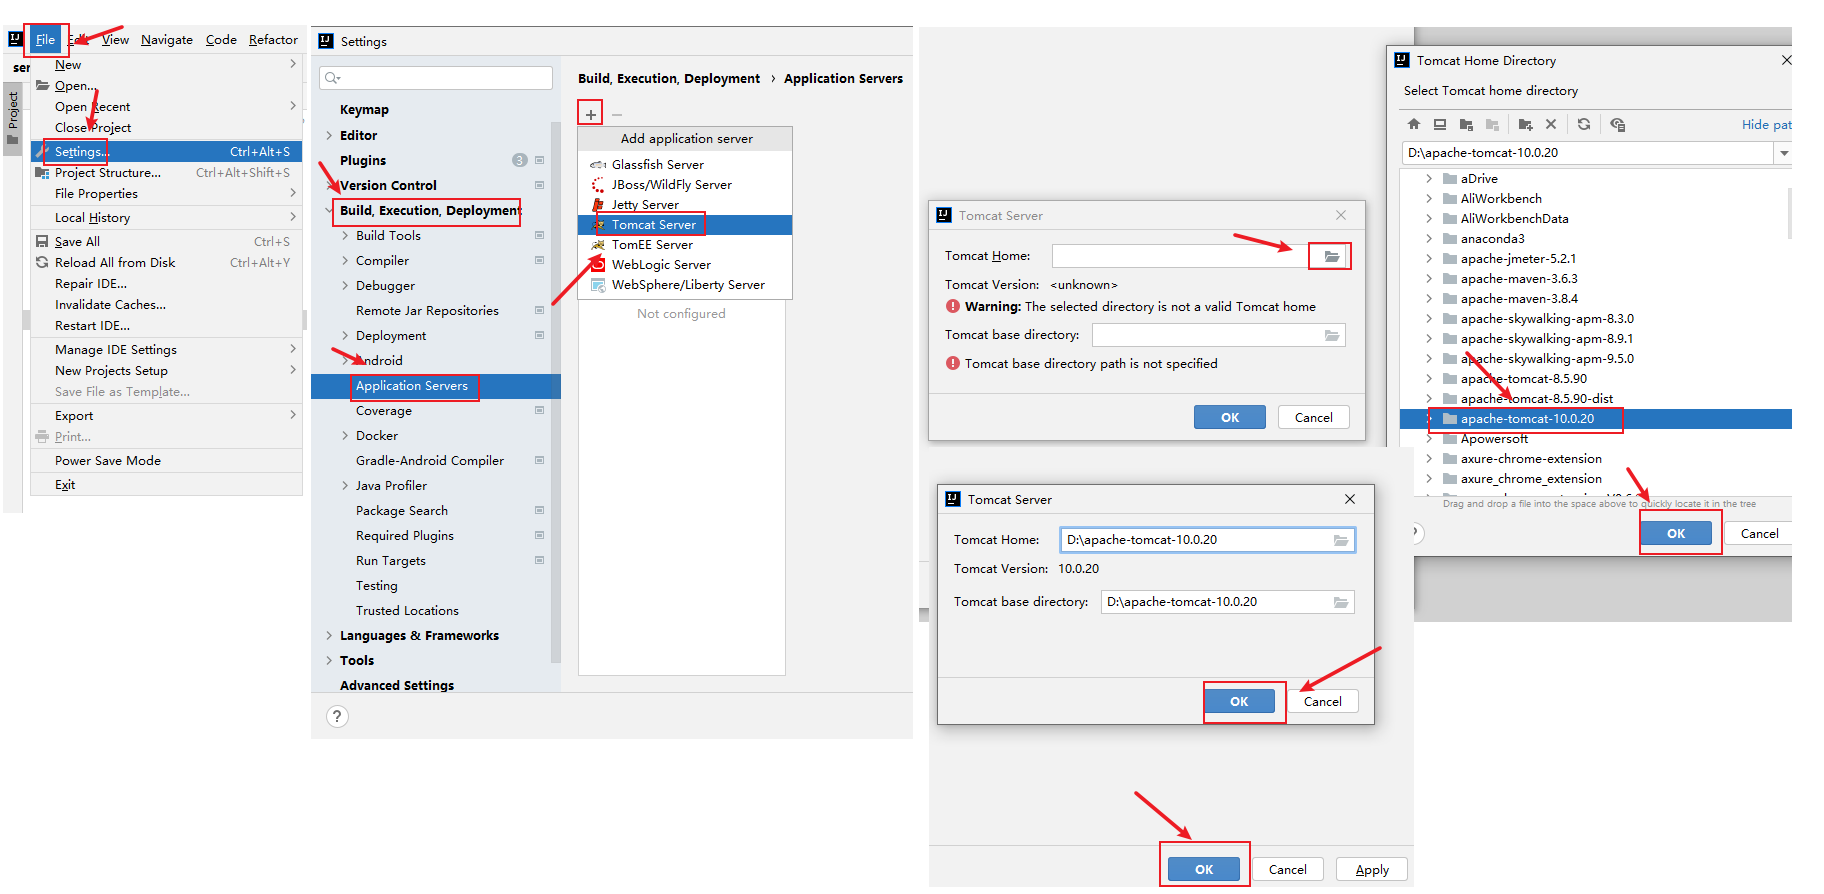 File Edit View Navigate Code Refactor
ser
Project
New
Open...
Open Recent
Close Project
Settings... Ctrl+Alt+S
Project Structure... Ctrl+Alt+Shift+S
File Properties
Local History
Save All Ctrl+S
Reload All from Disk Ctrl+Alt+Y
Repair IDE...
Invalidate Caches...
Restart IDE...
Manage IDE Settings
New Projects Setup
Save File as Template...
Export
Print...
Power Save Mode
Exit
Settings
Keymap
Editor
Plugins 3
Version Control
Build, Execution, Deployment
Build Tools
Compiler
Debugger
Remote Jar Repositories
Deployment
Android
Application Servers
Coverage
Docker
Gradle-Android Compiler
Java Profiler
Package Search
Required Plugins
Run Targets
Testing
Trusted Locations
Languages & Frameworks
Tools
Advanced Settings
?
Build, Execution, Deployment › Application Servers
+ −
Add application server
Glassfish Server
JBoss/WildFly Server
Jetty Server
Tomcat Server
TomEE Server
WebLogic Server
WebSphere/Liberty Server
Not configured
Tomcat Server
Tomcat Home:
Tomcat Version: <unknown>
Warning: The selected directory is not a valid Tomcat home
Tomcat base directory:
Tomcat base directory path is not specified
OK Cancel
Tomcat Home Directory
Select Tomcat home directory
Hide pat
D:\apache-tomcat-10.0.20
aDrive
AliWorkbench
AliWorkbenchData
anaconda3
apache-jmeter-5.2.1
apache-maven-3.6.3
apache-maven-3.8.4
apache-skywalking-apm-8.3.0
apache-skywalking-apm-8.9.1
apache-skywalking-apm-9.5.0
apache-tomcat-8.5.90
apache-tomcat-8.5.90-dist
apache-tomcat-10.0.20
Apowersoft
axure-chrome-extension
axure_chrome_extension
Drag and drop a file into the space above to quickly locate it in the tree
OK Cancel
Tomcat Server
Tomcat Home: D:\apache-tomcat-10.0.20
Tomcat Version: 10.0.20
Tomcat base directory: D:\apache-tomcat-10.0.20
OK Cancel
OK Cancel Apply